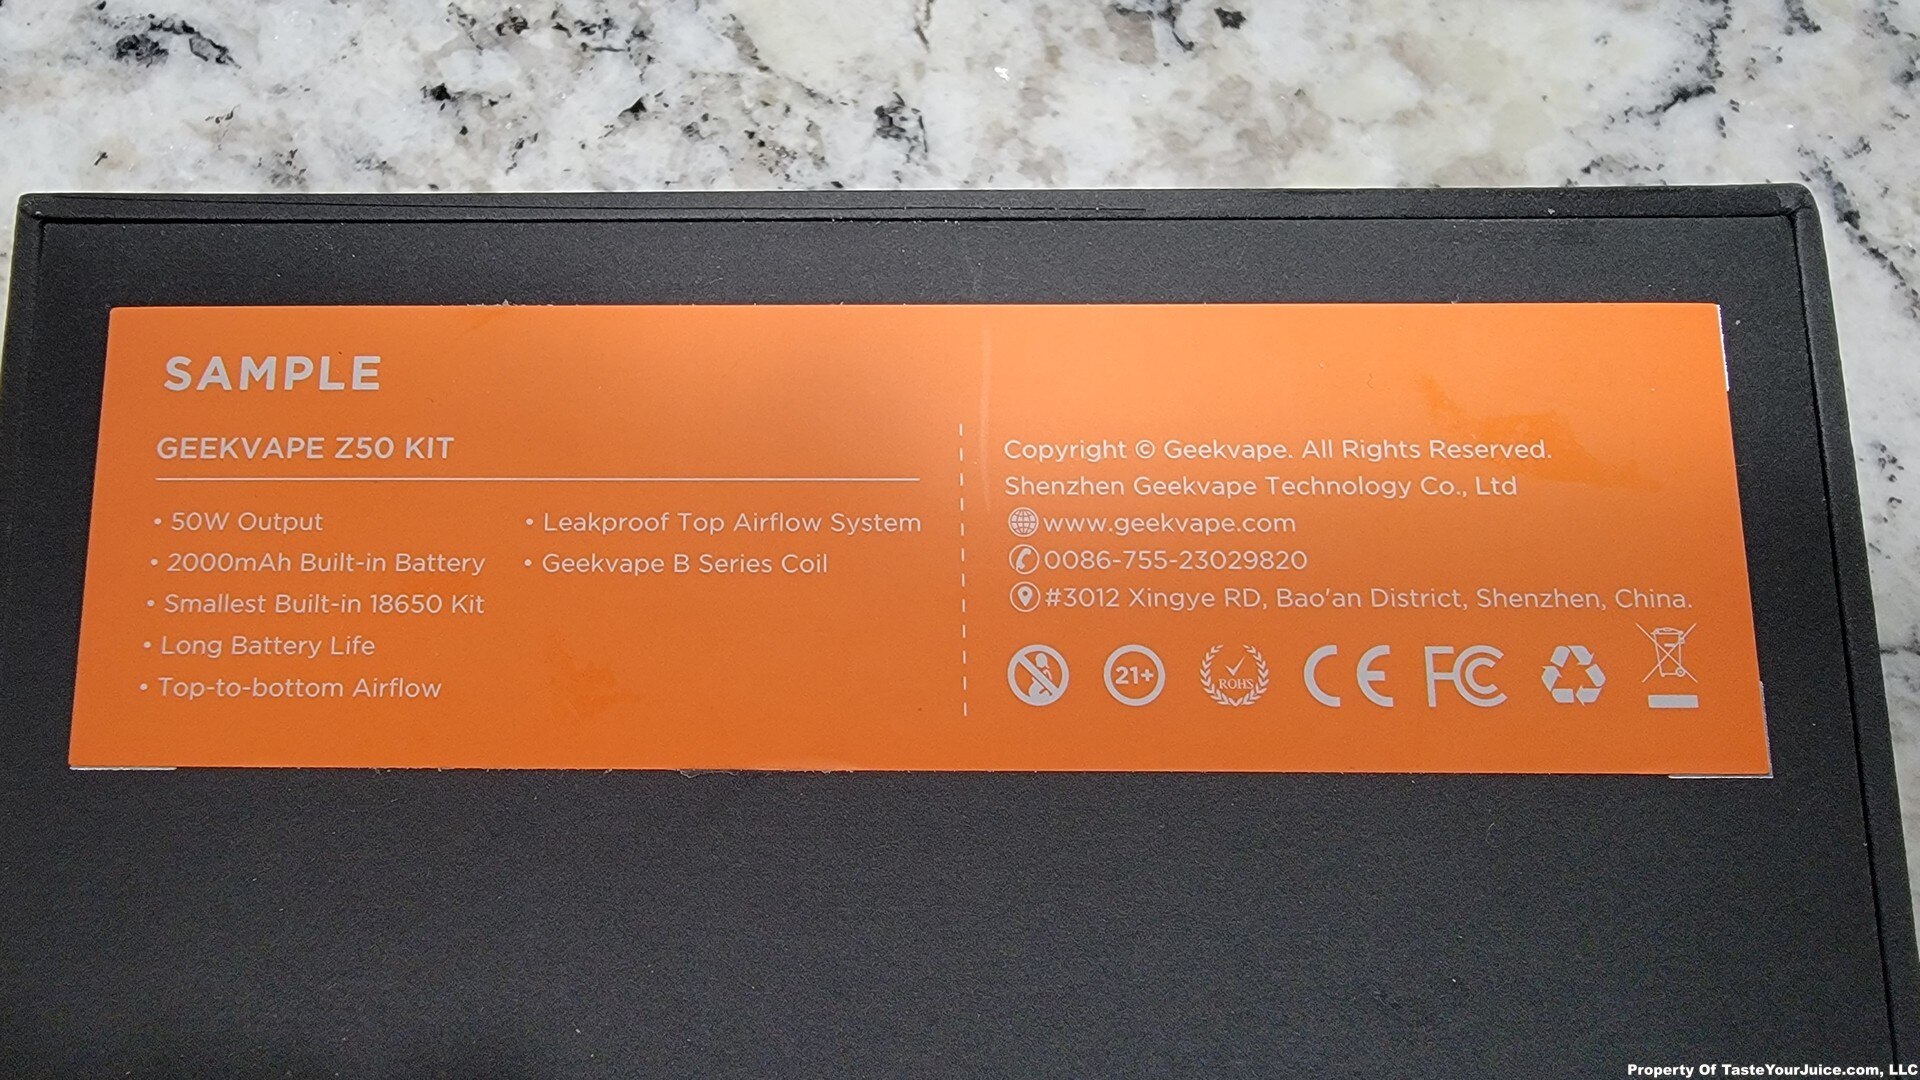 SAMPLE
GEEKVAPE Z50 KIT
• 50W Output
• 2000mAh Built-in Battery
• Smallest Built-in 18650 Kit
• Long Battery Life
• Top-to-bottom Airflow
• Leakproof Top Airflow System
• Geekvape B Series Coil
Copyright © Geekvape. All Rights Reserved.
Shenzhen Geekvape Technology Co., Ltd
www.geekvape.com
0086-755-23029820
#3012 Xingye RD, Bao'an District, Shenzhen, China.
21+ ROHS CE FC
Property Of TasteYourJuice.com, LLC